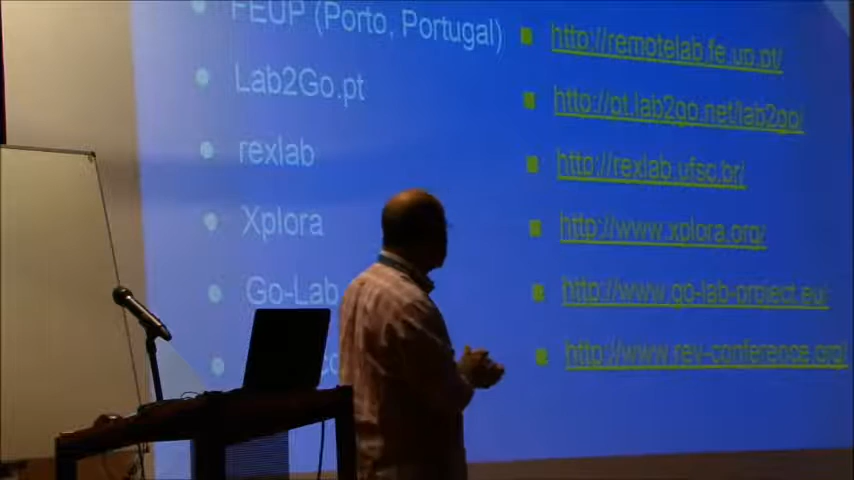 FEUP (Porto, Portugal)
http://remotelab.fe.up.pt/
Lab2Go.pt
http://pt.lab2go.net/lab2go/
rexlab
http://rexlab.ufsc.br/
Xplora
http://www.xplora.org/
Go-Lab
http://www.go-lab-project.eu/
http://www.rev-conference.org/